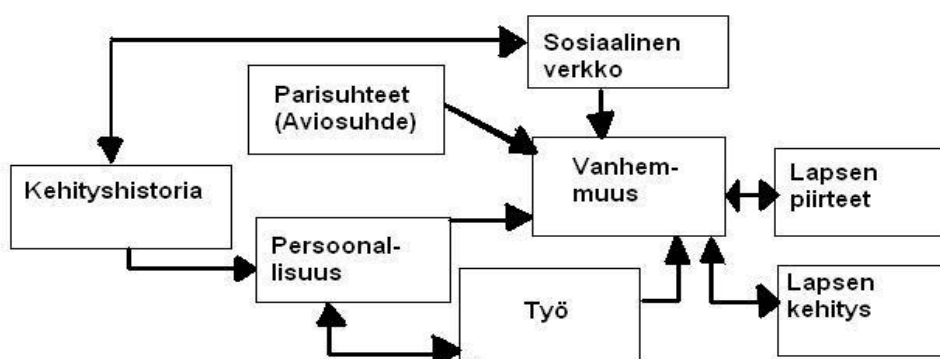 Sosiaalinen
verkko
Parisuhteet
(Aviosuhde)
Vanhem-
muus
Lapsen
piirteet
Kehityshistoria
Persoonal-
lisuus
Työ
Lapsen
kehitys